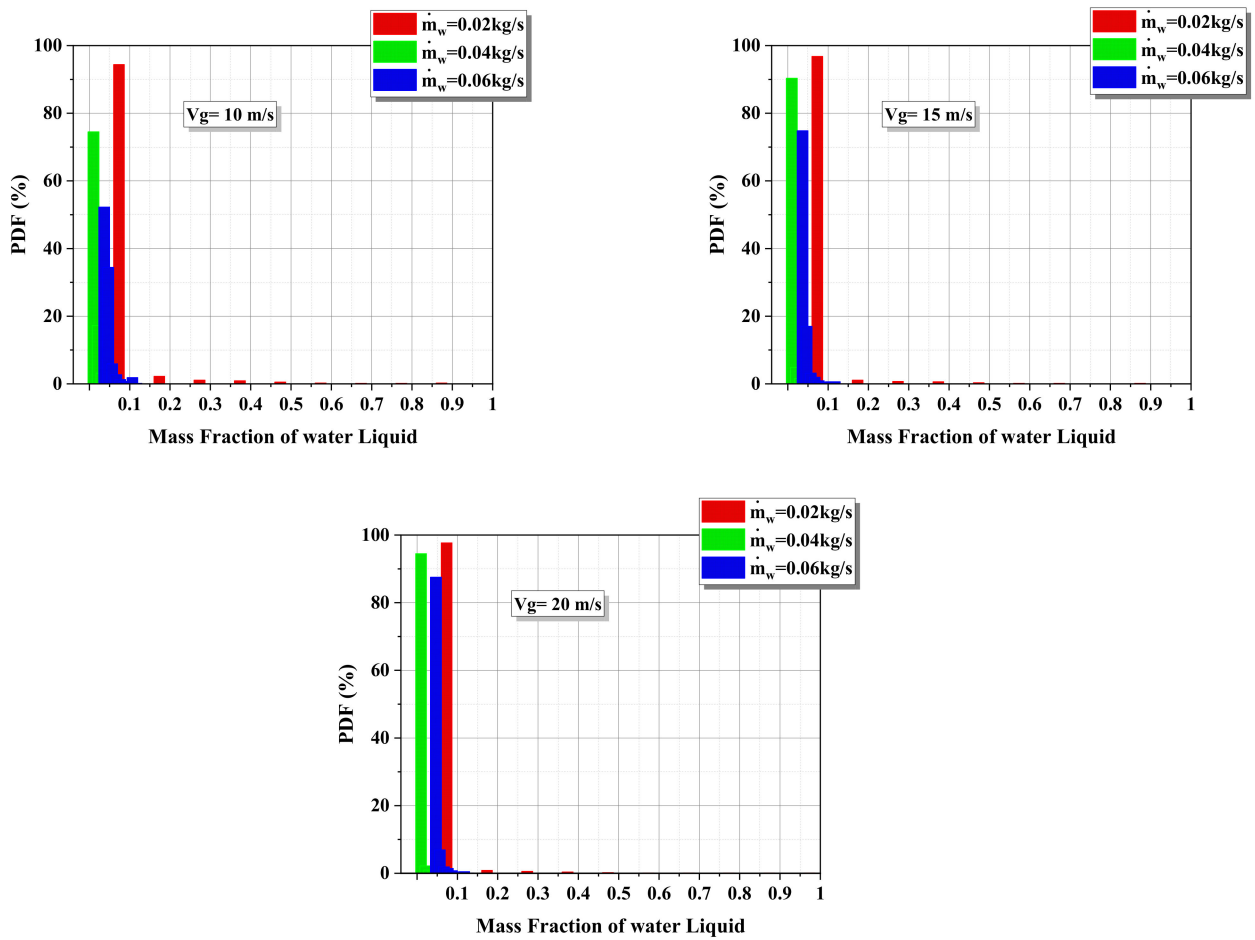 ṁw=0.02kg/s
ṁw=0.04kg/s
ṁw=0.06kg/s
Vg= 10 m/s
100
80
60
40
20
0
PDF (%)
0.1 0.2 0.3 0.4 0.5 0.6 0.7 0.8 0.9 1
Mass Fraction of water Liquid
ṁw=0.02kg/s
ṁw=0.04kg/s
ṁw=0.06kg/s
Vg= 15 m/s
100
80
60
40
20
0
PDF (%)
0.1 0.2 0.3 0.4 0.5 0.6 0.7 0.8 0.9 1
Mass Fraction of water Liquid
ṁw=0.02kg/s
ṁw=0.04kg/s
ṁw=0.06kg/s
Vg= 20 m/s
100
80
60
40
20
0
PDF (%)
0.1 0.2 0.3 0.4 0.5 0.6 0.7 0.8 0.9 1
Mass Fraction of water Liquid